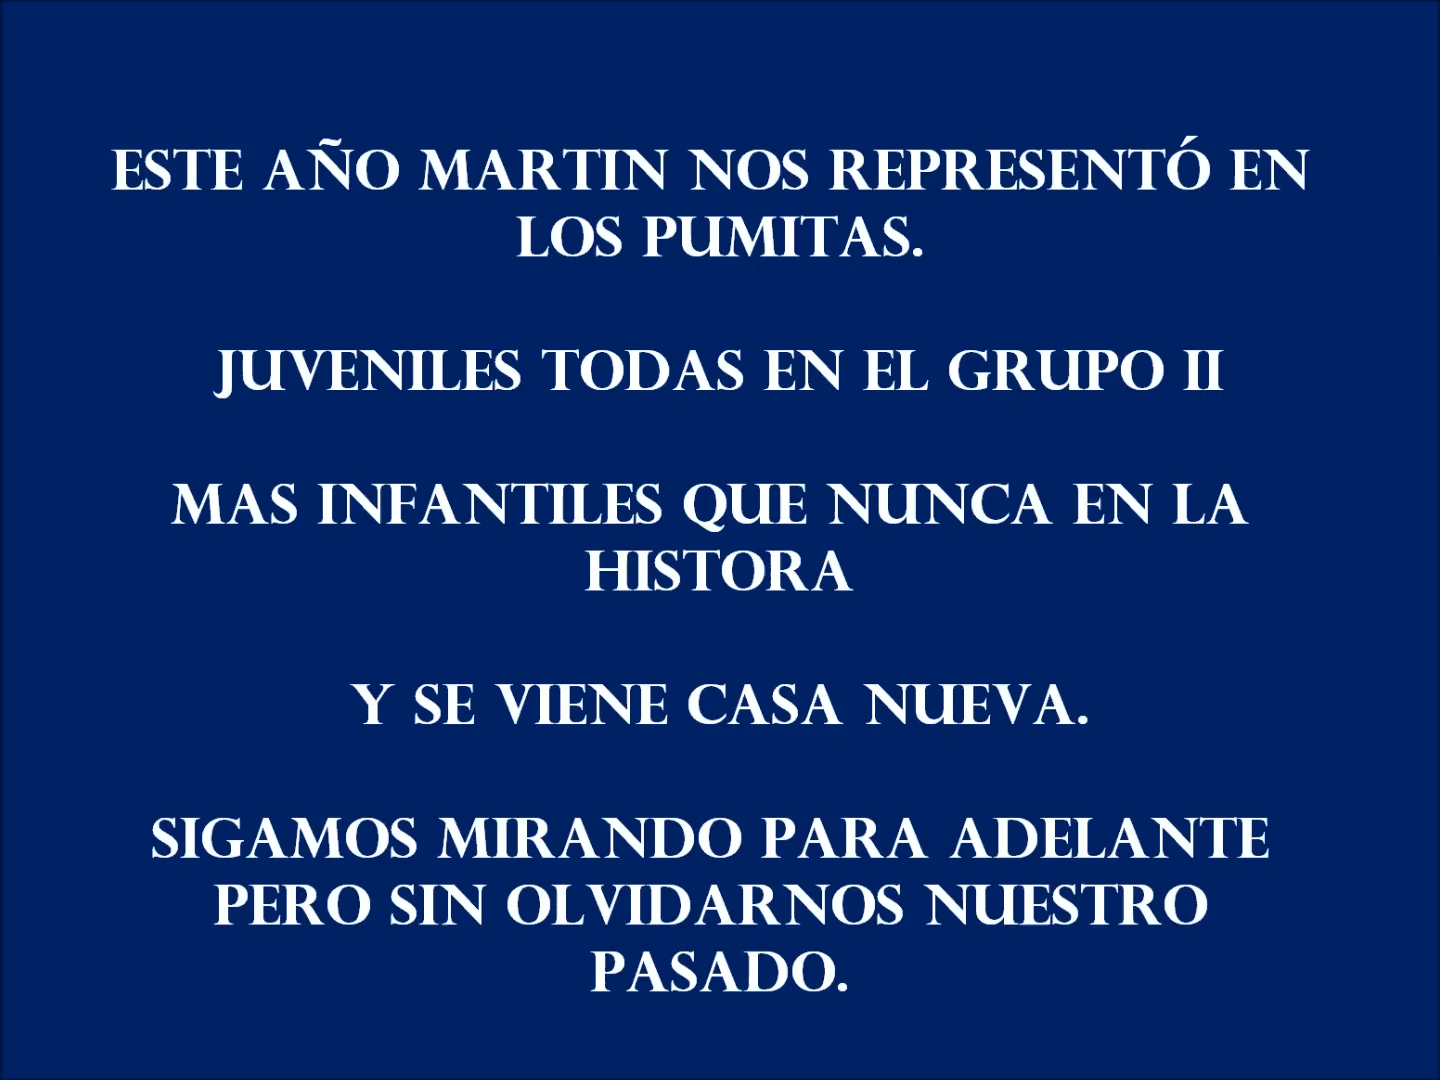 ESTE AÑO MARTIN NOS REPRESENTÓ EN
LOS PUMITAS.
JUVENILES TODAS EN EL GRUPO II
MAS INFANTILES QUE NUNCA EN LA
HISTORA
Y SE VIENE CASA NUEVA.
SIGAMOS MIRANDO PARA ADELANTE
PERO SIN OLVIDARNOS NUESTRO
PASADO.